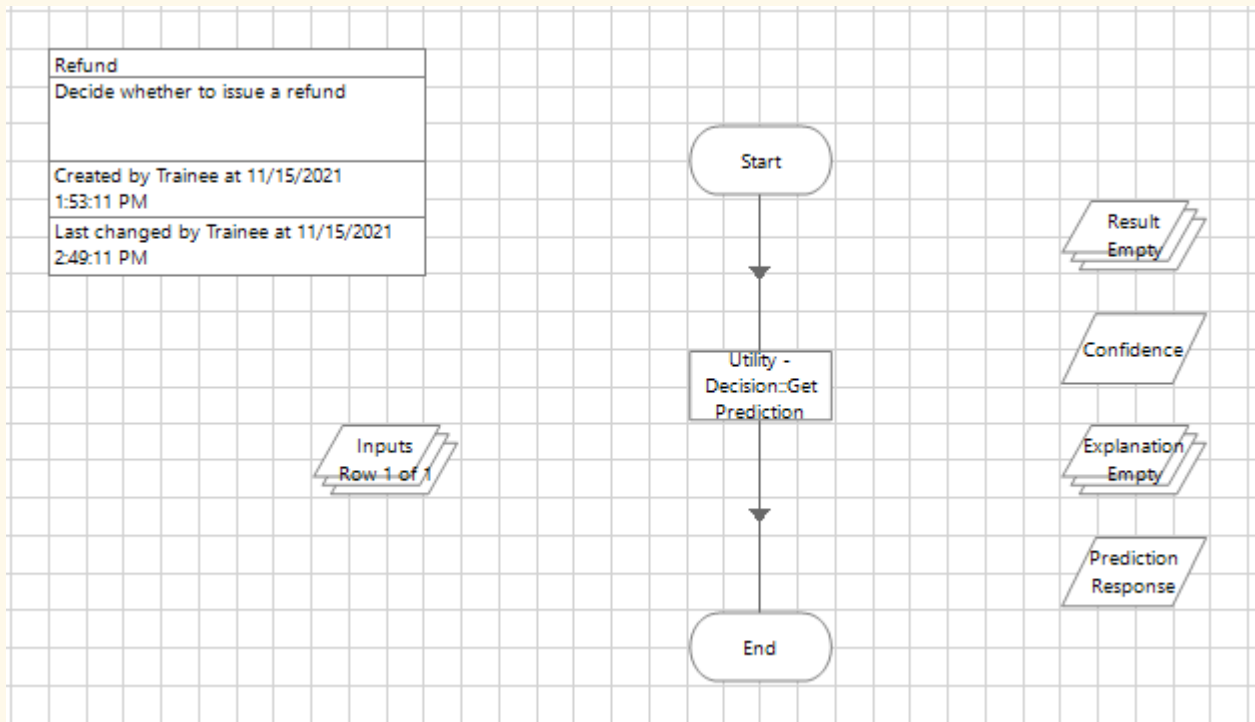 Refund
Decide whether to issue a refund
Created by Trainee at 11/15/2021
1:53:11 PM
Last changed by Trainee at 11/15/2021
2:49:11 PM
Start
Utility -
Decision::Get
Prediction
End
Inputs
Row 1 of 1
Result
Empty
Confidence
Explanation
Empty
Prediction
Response